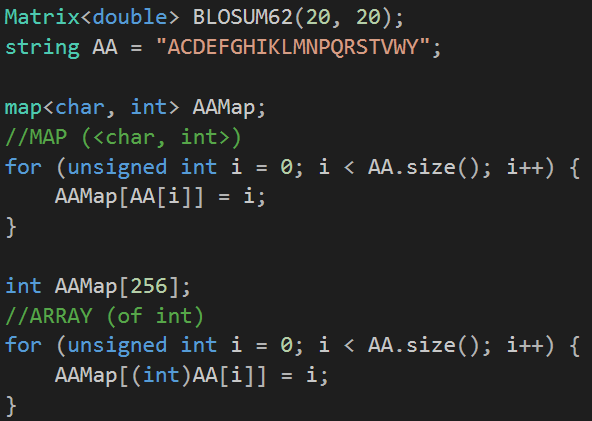 Matrix<double> BLOSUM62(20, 20);
string AA = "ACDEFGHIKLMNPQRSTVWY";
map<char, int> AAMap;
//MAP (<char, int>)
for (unsigned int i = 0; i < AA.size(); i++) {
    AAMap[AA[i]] = i;
}
int AAMap[256];
//ARRAY (of int)
for (unsigned int i = 0; i < AA.size(); i++) {
    AAMap[(int)AA[i]] = i;
}